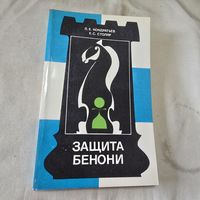 П. Е. КОНДРАТЬЕВ
Е. С. СТОЛЯР
ЗАЩИТА
БЕНОНИ